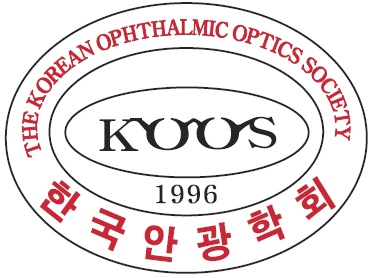 THE KOREAN OPHTHALMIC OPTICS SOCIETY
KOOS
1996
한국안광학회